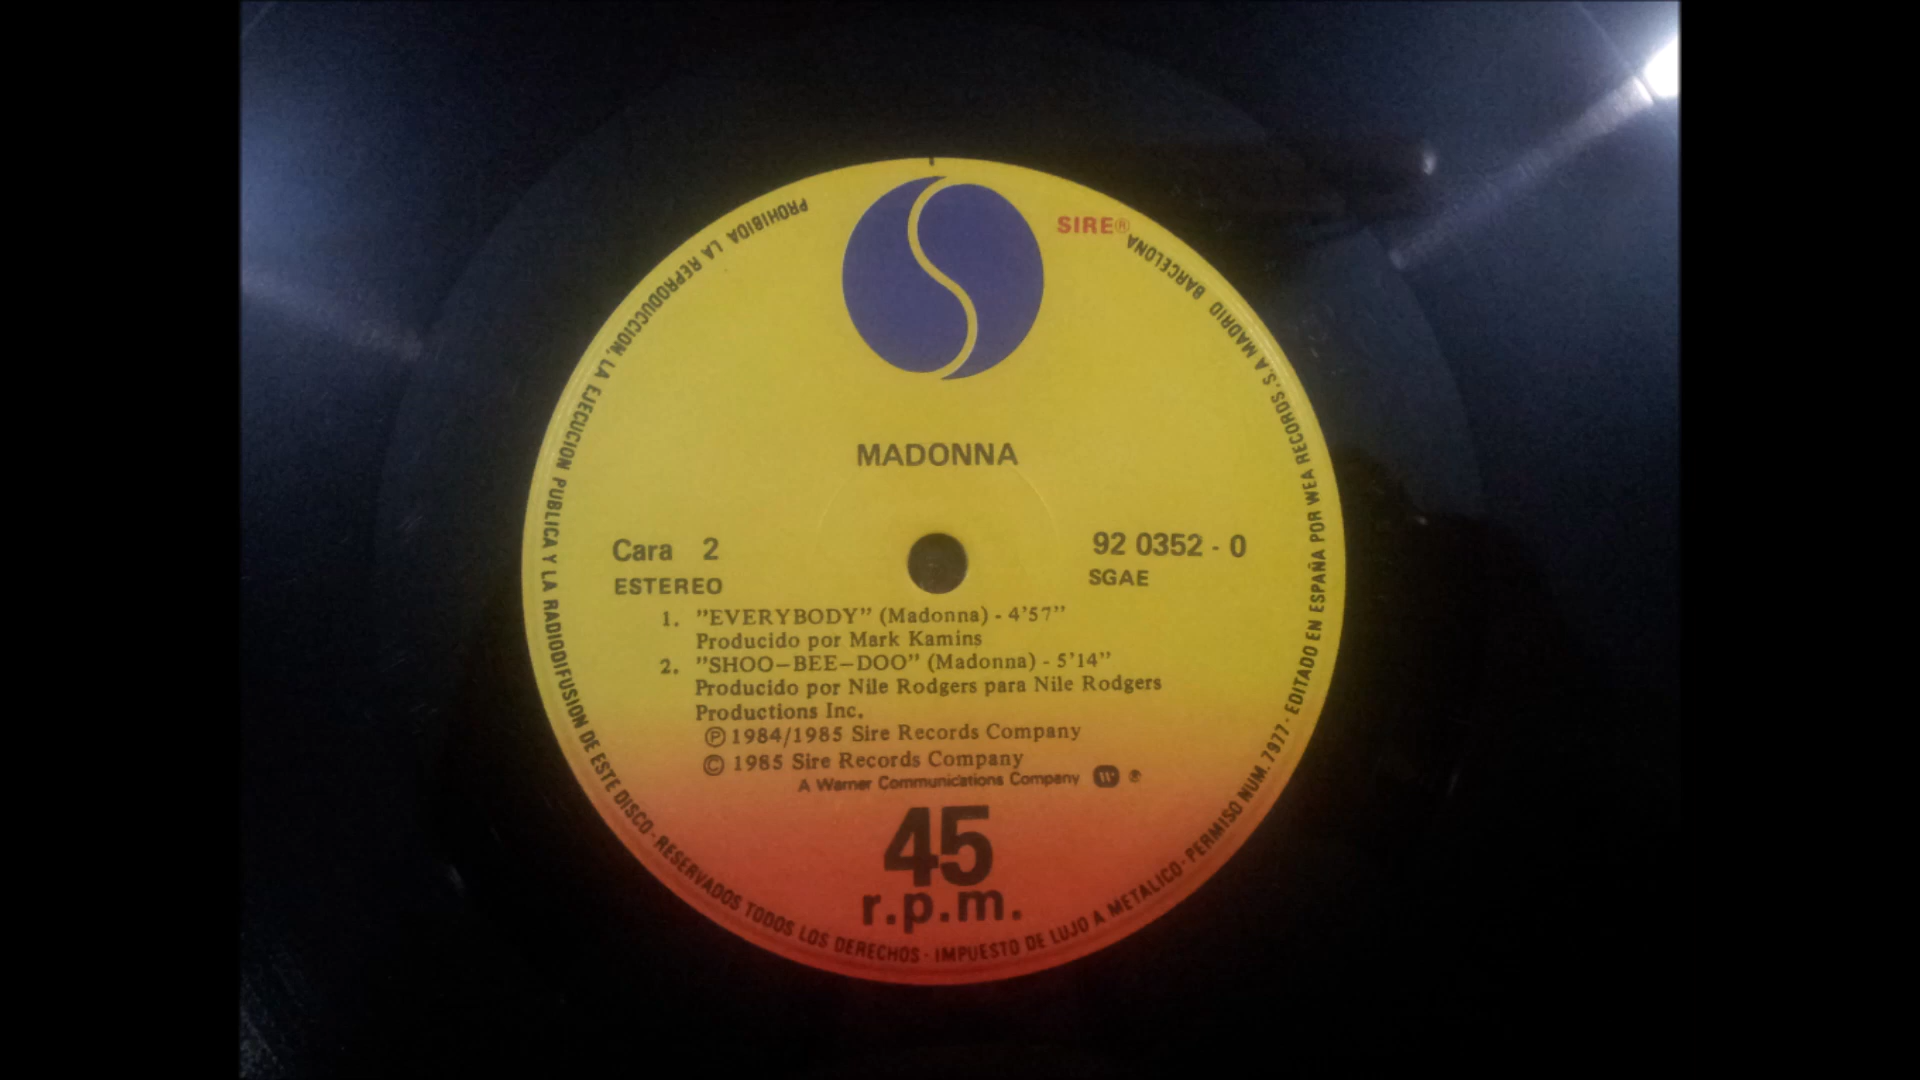 SIRE®
MADONNA
Cara 2
ESTEREO
92 0352 - 0
SGAE
1. "EVERYBODY" (Madonna) - 4'57"
Producido por Mark Kamins
2. "SHOO—BEE—DOO" (Madonna) - 5'14"
Producido por Nile Rodgers para Nile Rodgers
Productions Inc.
℗ 1984/1985 Sire Records Company
© 1985 Sire Records Company
A Warner Communications Company
45
r.p.m.
PROHIBIDA LA REPRODUCCION, LA EJECUCION PUBLICA Y LA RADIODIFUSION DE ESTE DISCO · RESERVADOS TODOS LOS DERECHOS · IMPUESTO DE LUJO A METALICO · PERMISO NUM. 7977 · EDITADO EN ESPAÑA POR WEA RECORDS, S.A. MADRID BARCELONA